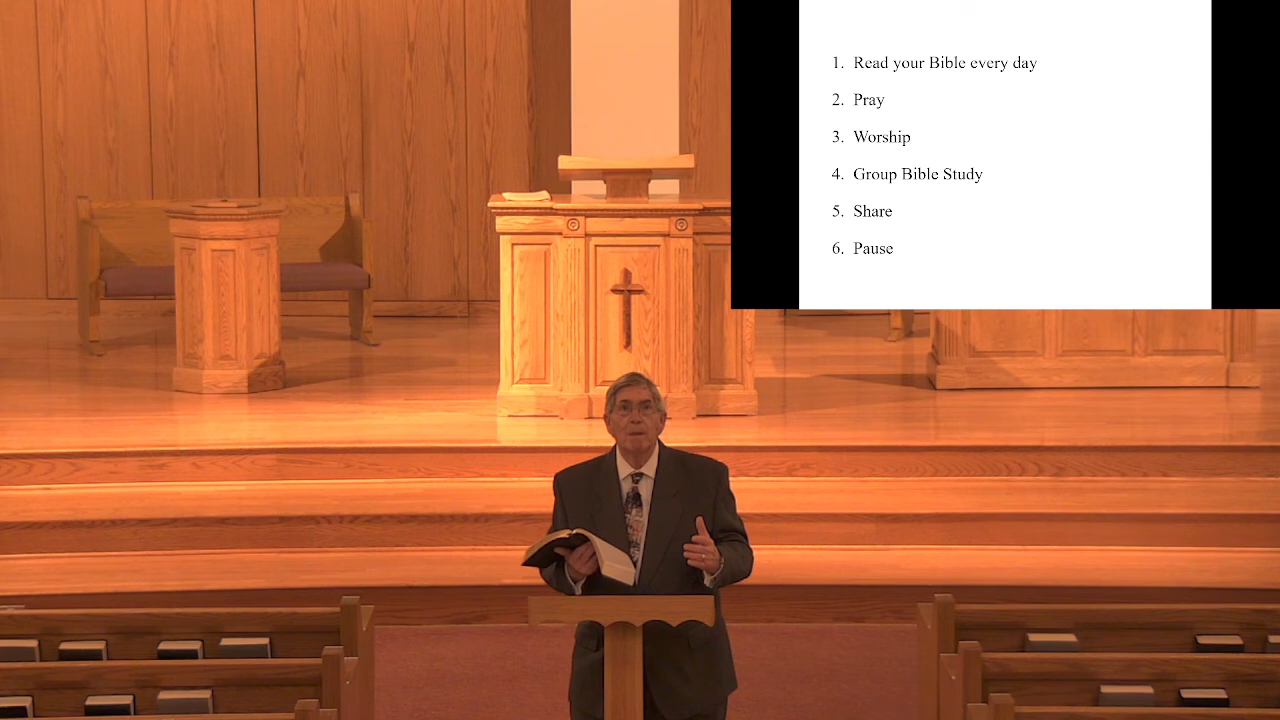 1. Read your Bible every day
2. Pray
3. Worship
4. Group Bible Study
5. Share
6. Pause